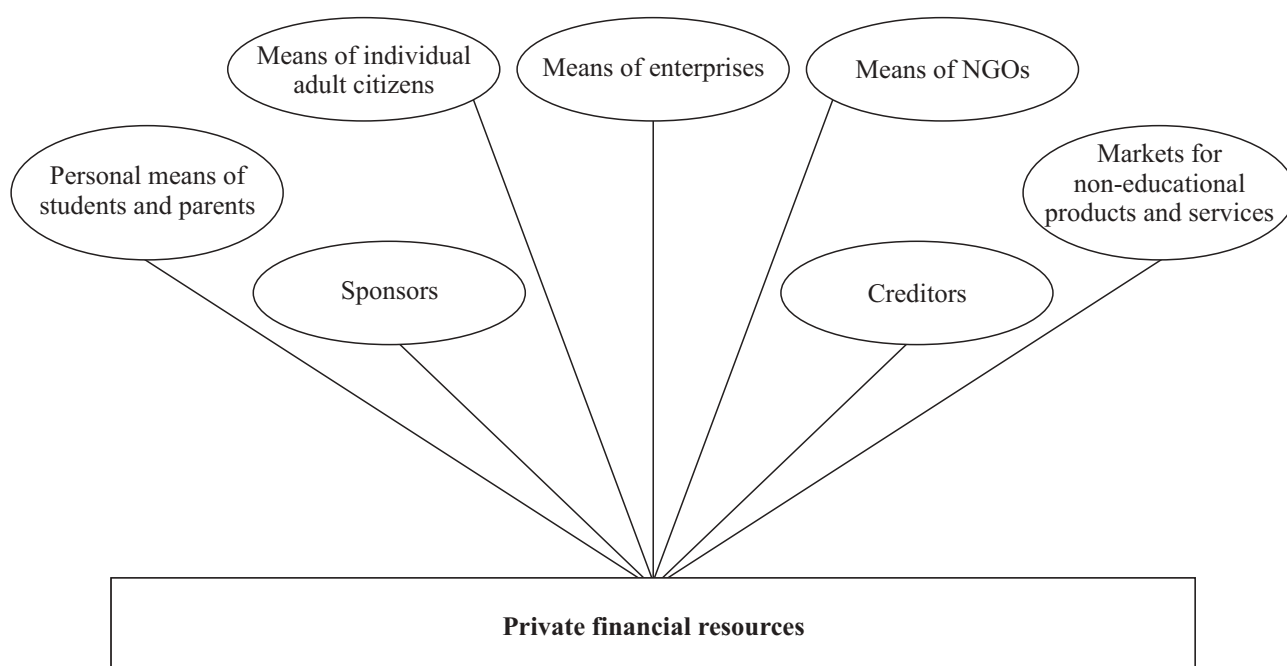 Means of individual
adult citizens
Means of enterprises
Means of NGOs
Personal means of
students and parents
Markets for
non-educational
products and services
Sponsors
Creditors
Private financial resources